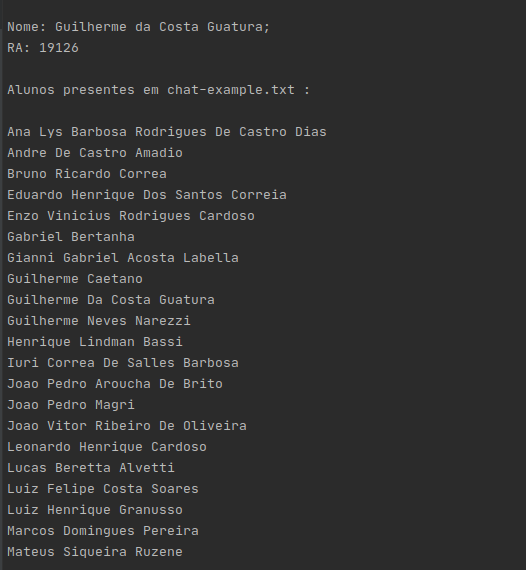 Nome: Guilherme da Costa Guatura;
RA: 19126
Alunos presentes em chat-example.txt :
Ana Lys Barbosa Rodrigues De Castro Dias
Andre De Castro Amadio
Bruno Ricardo Correa
Eduardo Henrique Dos Santos Correia
Enzo Vinicius Rodrigues Cardoso
Gabriel Bertanha
Gianni Gabriel Acosta Labella
Guilherme Caetano
Guilherme Da Costa Guatura
Guilherme Neves Narezzi
Henrique Lindman Bassi
Iuri Correa De Salles Barbosa
Joao Pedro Aroucha De Brito
Joao Pedro Magri
Joao Vitor Ribeiro De Oliveira
Leonardo Henrique Cardoso
Lucas Beretta Alvetti
Luiz Felipe Costa Soares
Luiz Henrique Granusso
Marcos Domingues Pereira
Mateus Siqueira Ruzene